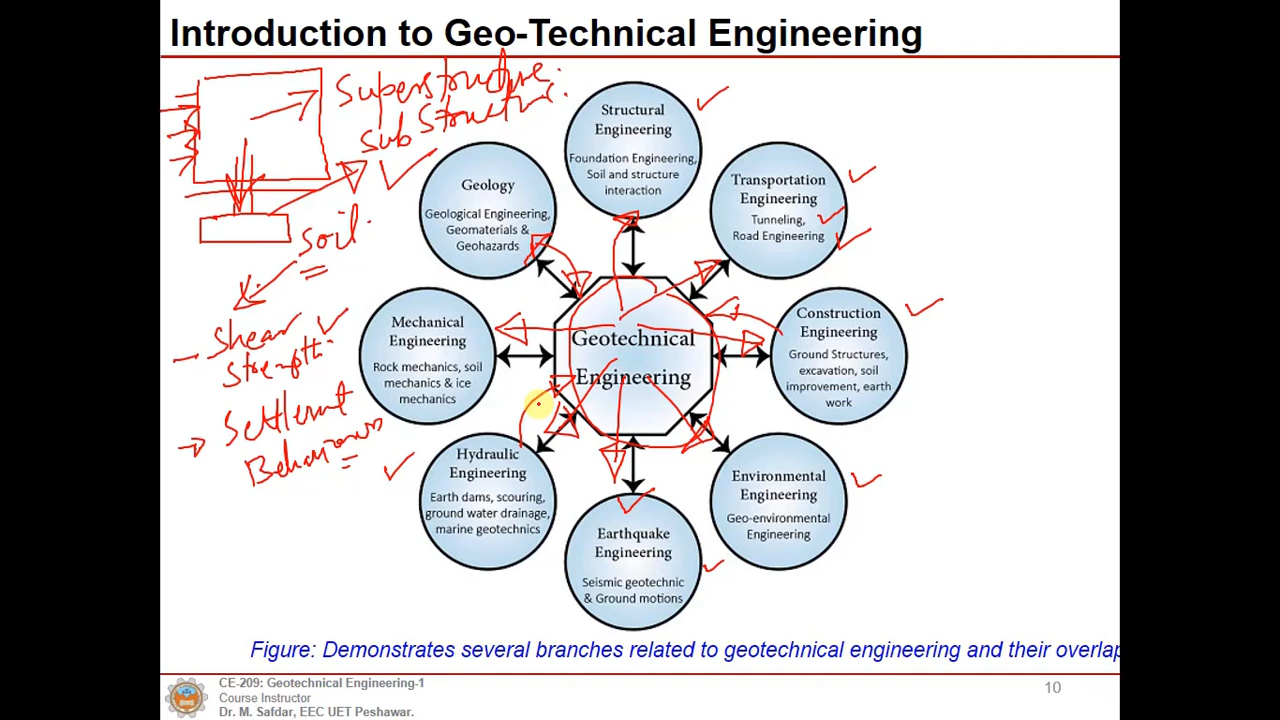 Introduction to Geo-Technical Engineering
Superstructure
Sub Structure
Soil
Shear
Strength
Settlement
Behaviour
Structural
Engineering
Foundation Engineering,
Soil and structure
interaction
Geology
Geological Engineering,
Geomaterials &
Geohazards
Transportation
Engineering
Tunneling,
Road Engineering
Mechanical
Engineering
Rock mechanics, soil
mechanics & ice
mechanics
Geotechnical
Engineering
Construction
Engineering
Ground Structures,
excavation, soil
improvement, earth
work
Hydraulic
Engineering
Earth dams, scouring,
ground water drainage,
marine geotechnics
Earthquake
Engineering
Seismic geotechnic
& Ground motions
Environmental
Engineering
Geo-environmental
Engineering
Figure: Demonstrates several branches related to geotechnical engineering and their overlap
CE-209: Geotechnical Engineering-1
Course Instructor
Dr. M. Safdar, EEC UET Peshawar.
10